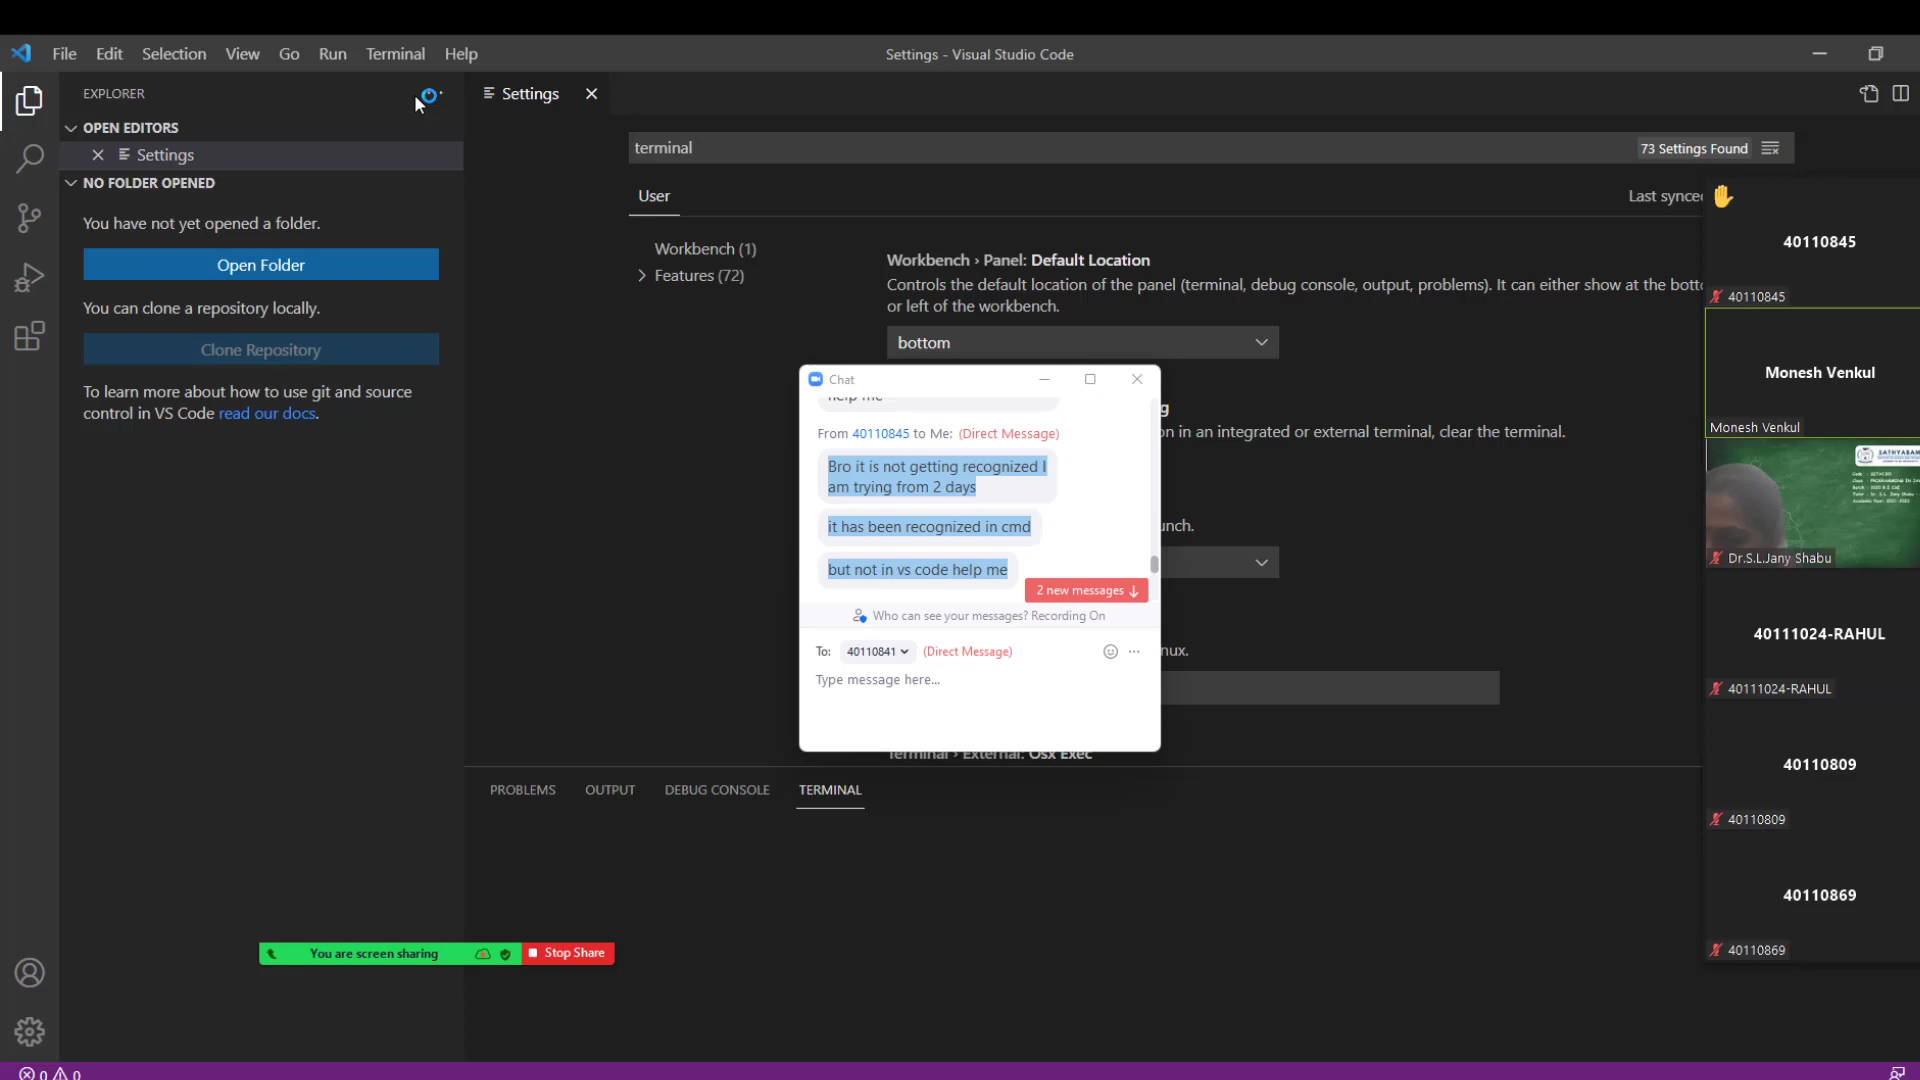 File Edit Selection View Go Run Terminal Help
Settings - Visual Studio Code
EXPLORER
OPEN EDITORS
Settings
NO FOLDER OPENED
You have not yet opened a folder.
Open Folder
You can clone a repository locally.
Clone Repository
To learn more about how to use git and source
control in VS Code read our docs.
Settings
terminal
73 Settings Found
User
Last synced
Workbench (1)
Features (72)
Workbench › Panel: Default Location
Controls the default location of the panel (terminal, debug console, output, problems). It can either show at the
or left of the workbench.
bottom
on in an integrated or external terminal, clear the terminal.
Chat
help me
From 40110845 to Me: (Direct Message)
Bro it is not getting recognized I
am trying from 2 days
it has been recognized in cmd
but not in vs code help me
2 new messages
Who can see your messages? Recording On
To: 40110841 (Direct Message)
Type message here...
Terminal › External: Osx Exec
PROBLEMS OUTPUT DEBUG CONSOLE TERMINAL
You are screen sharing
Stop Share
0 0
40110845
40110845
Monesh Venkul
Monesh Venkul
SATHYABAM
Dr.S.L.Jany Shabu
40111024-RAHUL
40111024-RAHUL
40110809
40110809
40110869
40110869